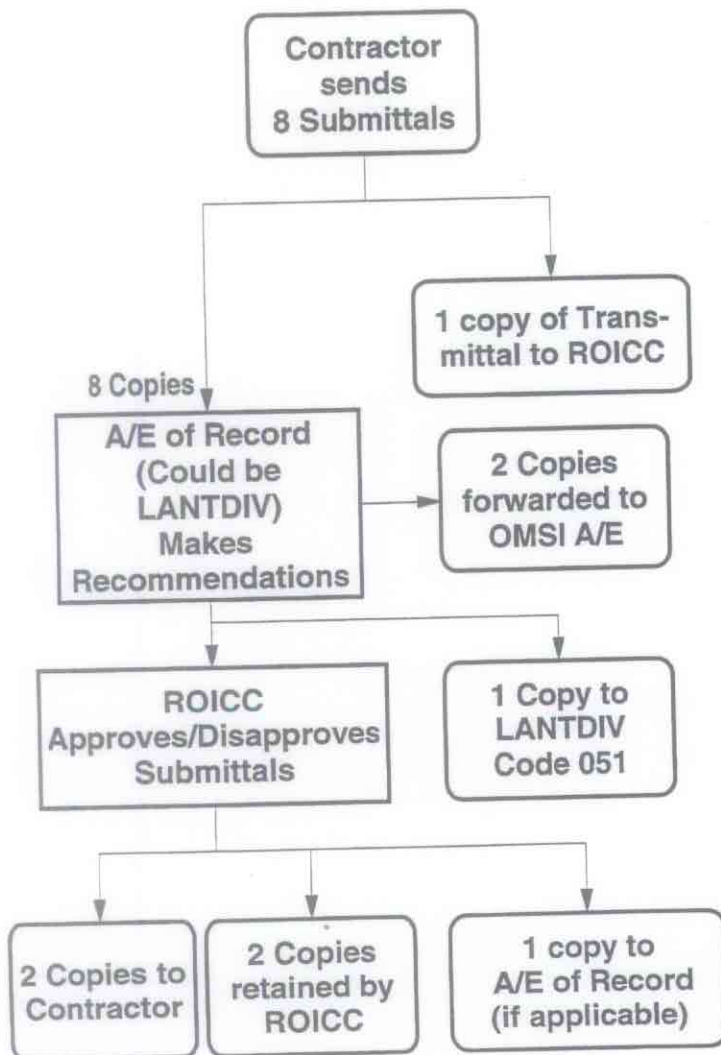 Contractor
sends
8 Submittals
1 copy of Trans-
mittal to ROICC
8 Copies
A/E of Record
(Could be
LANTDIV)
Makes
Recommendations
2 Copies
forwarded to
OMSI A/E
ROICC
Approves/Disapproves
Submittals
1 Copy to
LANTDIV
Code 051
2 Copies to
Contractor
2 Copies
retained by
ROICC
1 copy to
A/E of Record
(if applicable)